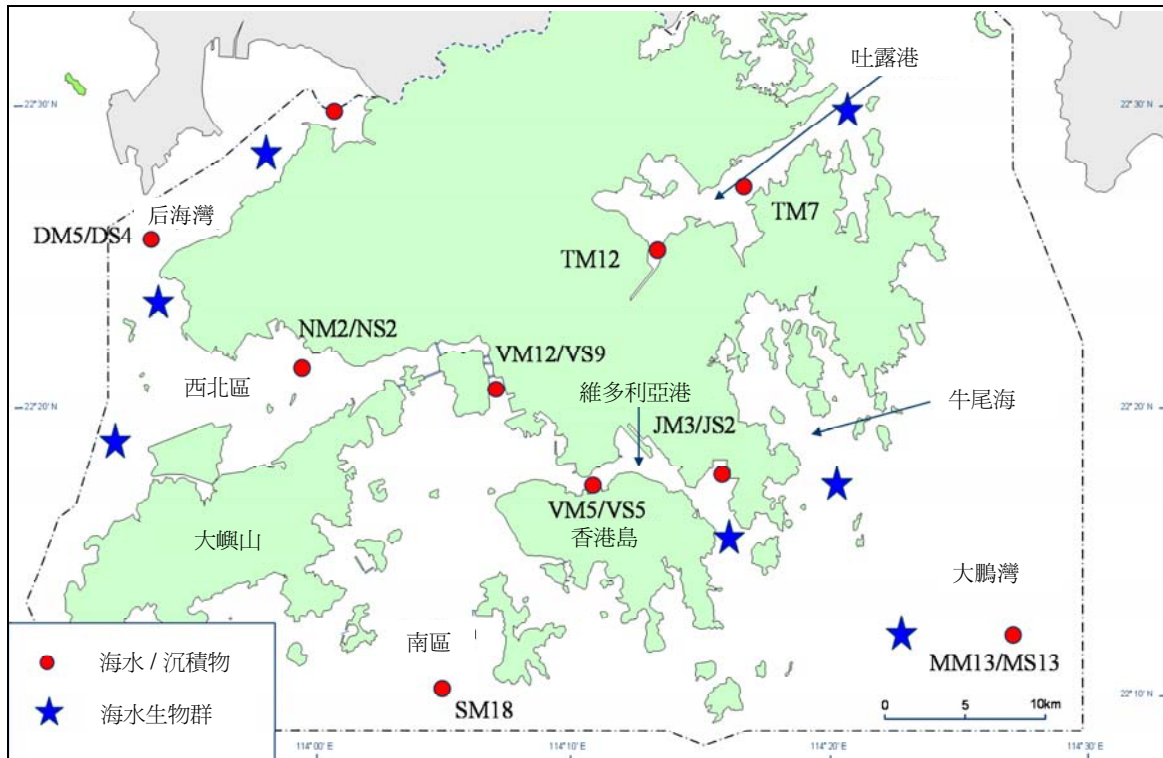 吐露港
22° 30' N
22° 30' N
后海灣
DM5/DS4
TM7
TM12
NM2/NS2
VM12/VS9
西北區
維多利亞港
牛尾海
22° 20' N
22° 20' N
JM3/JS2
VM5/VS5
香港島
大嶼山
大鵬灣
南區
MM13/MS13
SM18
海水 / 沉積物
海水生物群
0 5 10km
22° 10' N
22° 10' N
114° 00' E
114° 10' E
114° 20' E
114° 30' E